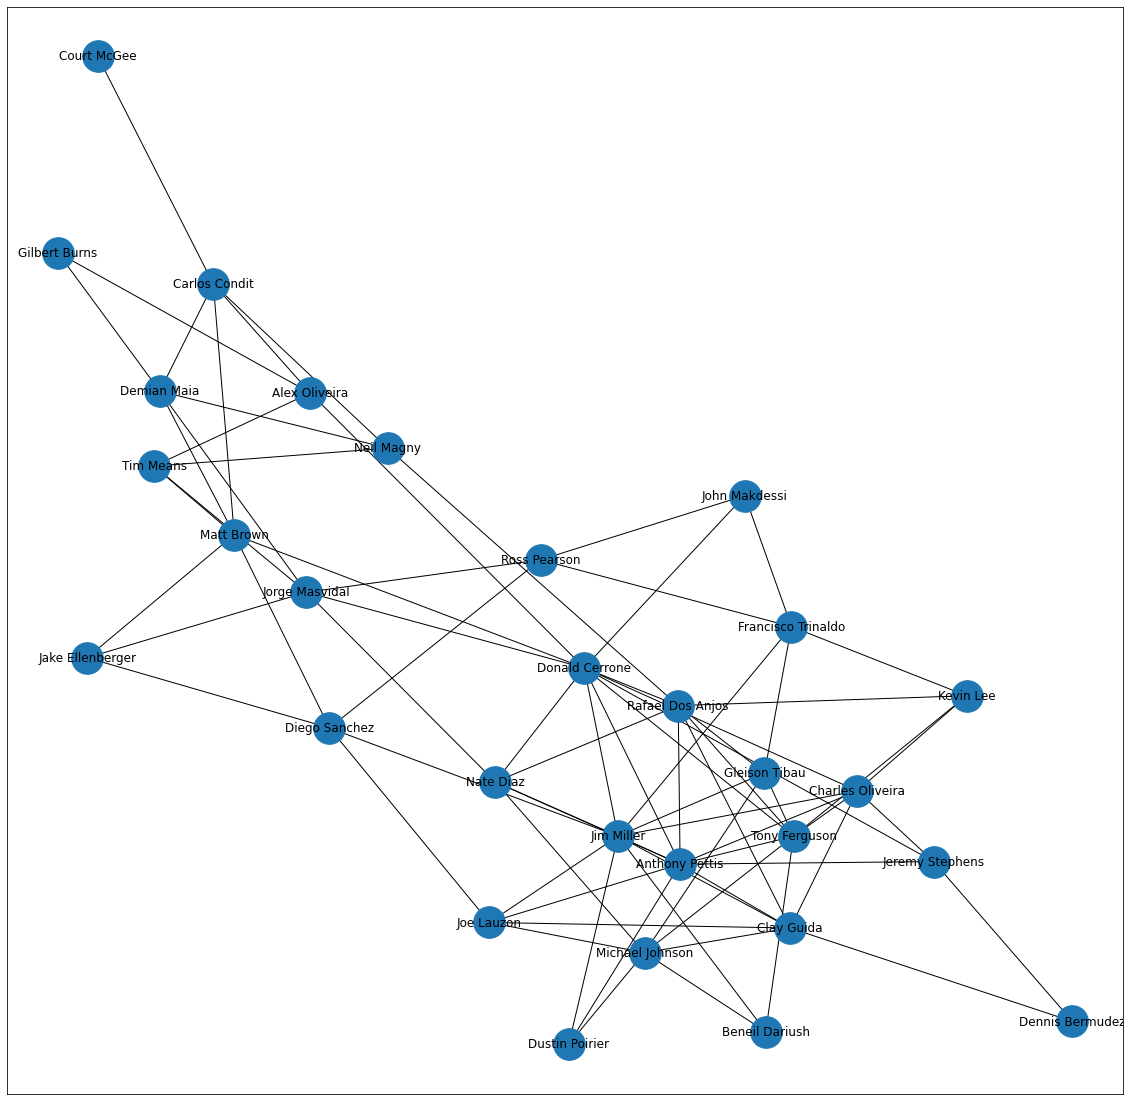 Court McGee
Gilbert Burns
Carlos Condit
Demian Maia
Alex Oliveira
Neil Magny
Tim Means
John Makdessi
Matt Brown
Ross Pearson
Jorge Masvidal
Francisco Trinaldo
Jake Ellenberger
Donald Cerrone
Kevin Lee
Rafael Dos Anjos
Diego Sanchez
Gleison Tibau
Nate Diaz
Charles Oliveira
Jim Miller
Tony Ferguson
Anthony Pettis
Jeremy Stephens
Joe Lauzon
Clay Guida
Michael Johnson
Dennis Bermudez
Beneil Dariush
Dustin Poirier